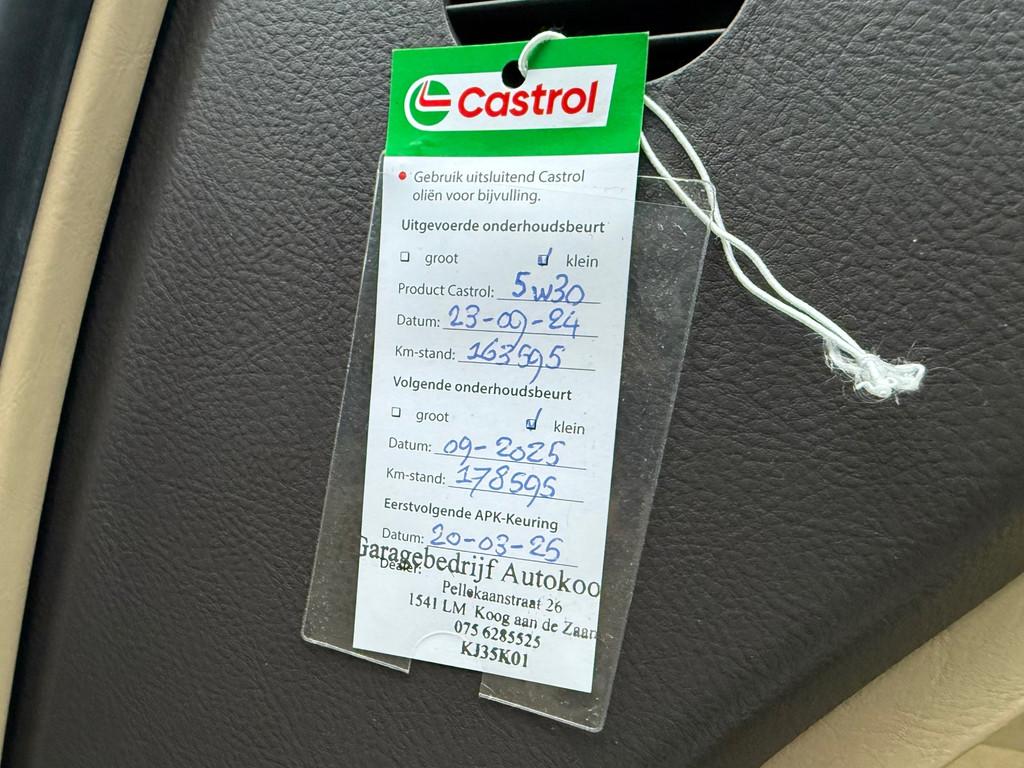 Castrol
Gebruik uitsluitend Castrol
oliën voor bijvulling.
Uitgevoerde onderhoudsbeurt
groot klein
Product Castrol: 5w30
Datum: 23-09-24
Km-stand: 163595
Volgende onderhoudsbeurt
groot klein
Datum: 09-2025
Km-stand: 178595
Eerstvolgende APK-Keuring
Datum: 20-03-25
Dealer:
Garagebedrijf Autokoo
Pellekaanstraat 26
1541 LM Koog aan de Zaan
075 6285525
KJ35K01